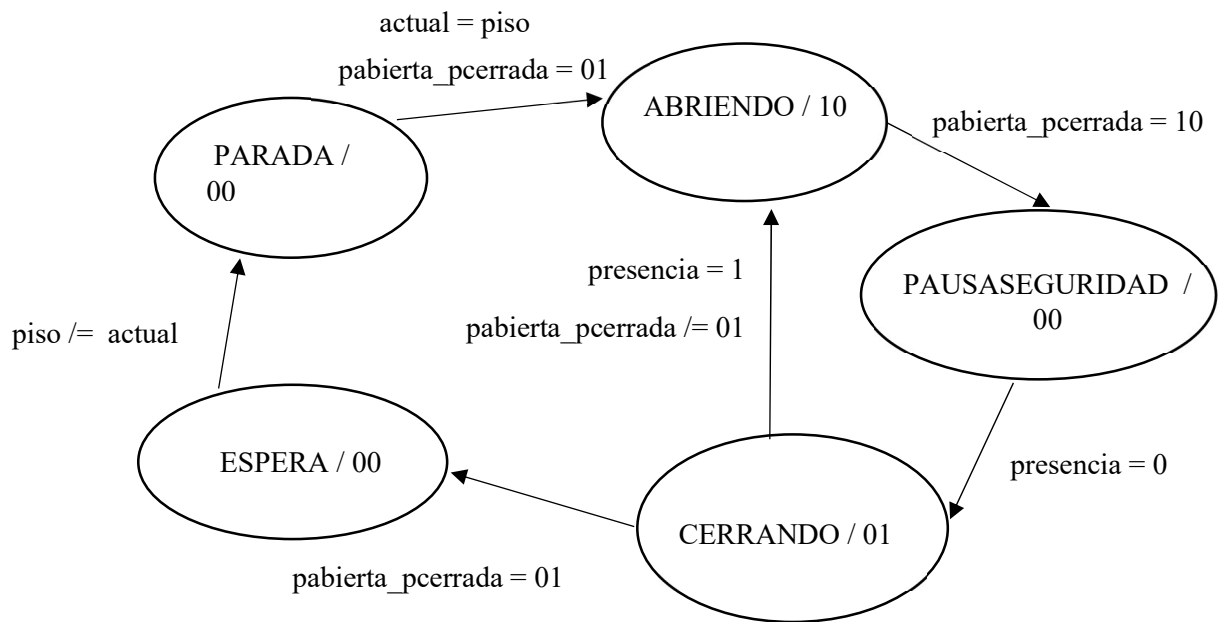 actual = piso
pabierta_pcerrada = 01
ABRIENDO / 10
pabierta_pcerrada = 10
PARADA /
00
presencia = 1
pabierta_pcerrada /= 01
PAUSASEGURIDAD /
00
piso /= actual
ESPERA / 00
presencia = 0
CERRANDO / 01
pabierta_pcerrada = 01